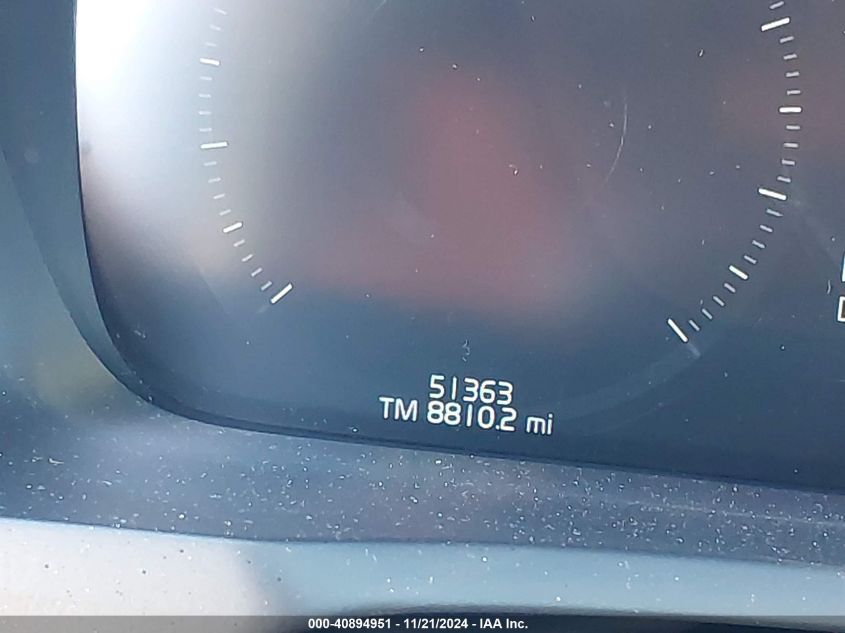 51363
TM 8810.2 mi
000-40894951 - 11/21/2024 - IAA Inc.